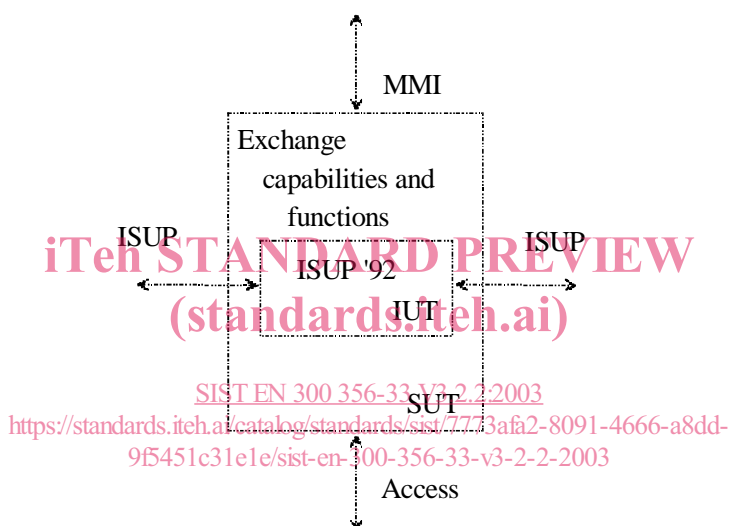 MMI
Exchange
capabilities and
functions
ISUP
ISUP
iTeh STANDARD PREVIEW
ISUP '92
IUT
(standards.iteh.ai)
SIST EN 300 356-33 V3.2.2:2003
SUT
https://standards.iteh.ai/catalog/standards/sist/7773afa2-8091-4666-a8dd-
9f5451c31e1e/sist-en-300-356-33-v3-2-2-2003
Access